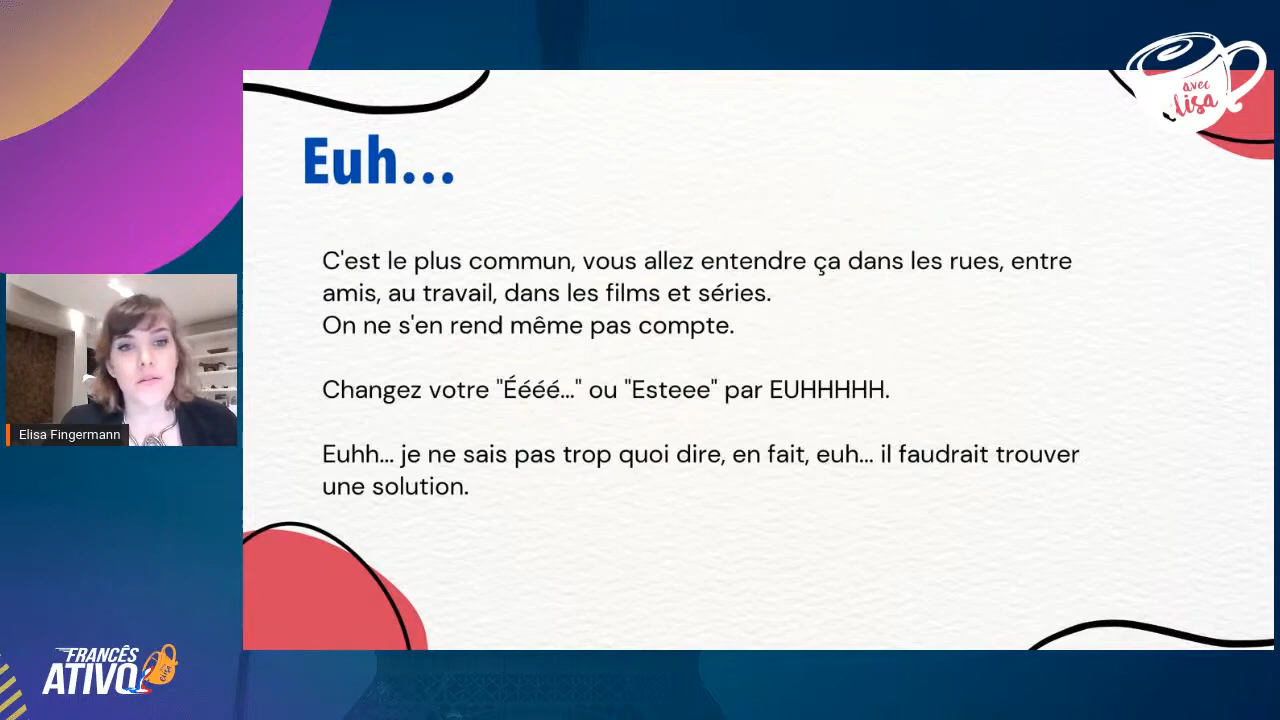 avec
elisa
Euh...
C'est le plus commun, vous allez entendre ça dans les rues, entre
amis, au travail, dans les films et séries.
On ne s'en rend même pas compte.
Changez votre "Éééé..." ou "Esteee" par EUHHHHH.
Euhh... je ne sais pas trop quoi dire, en fait, euh... il faudrait trouver
une solution.
Elisa Fingermann
FRANCÊS
ATIVO
elisa